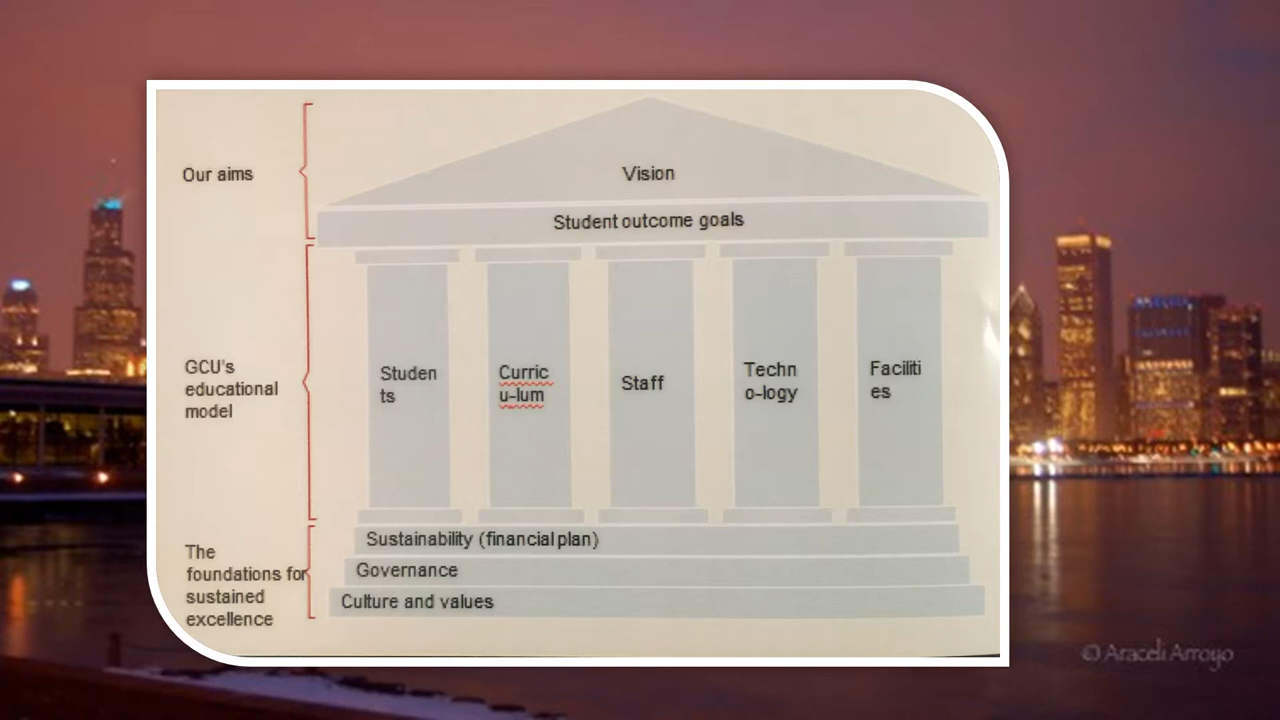 Our aims
Vision
Student outcome goals
GCU's
educational
model
Studen
ts
Curric
u-lum
Staff
Techn
o-logy
Faciliti
es
The
foundations for
sustained
excellence
Sustainability (financial plan)
Governance
Culture and values
© Araceli Arroyo